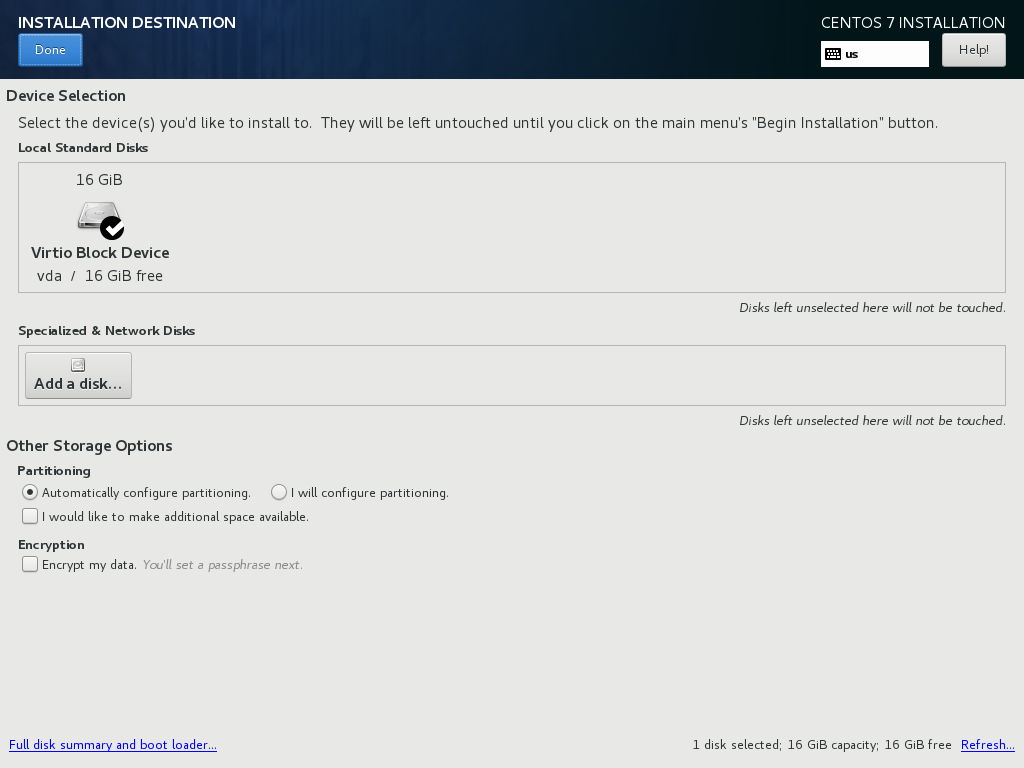 INSTALLATION DESTINATION
CENTOS 7 INSTALLATION
Done
us
Help!
Device Selection
Select the device(s) you'd like to install to.  They will be left untouched until you click on the main menu's "Begin Installation" button.
Local Standard Disks
16 GiB
Virtio Block Device
vda / 16 GiB free
Disks left unselected here will not be touched.
Specialized & Network Disks
Add a disk...
Disks left unselected here will not be touched.
Other Storage Options
Partitioning
Automatically configure partitioning. I will configure partitioning.
I would like to make additional space available.
Encryption
Encrypt my data. You'll set a passphrase next.
Full disk summary and boot loader... 1 disk selected; 16 GiB capacity; 16 GiB free Refresh...